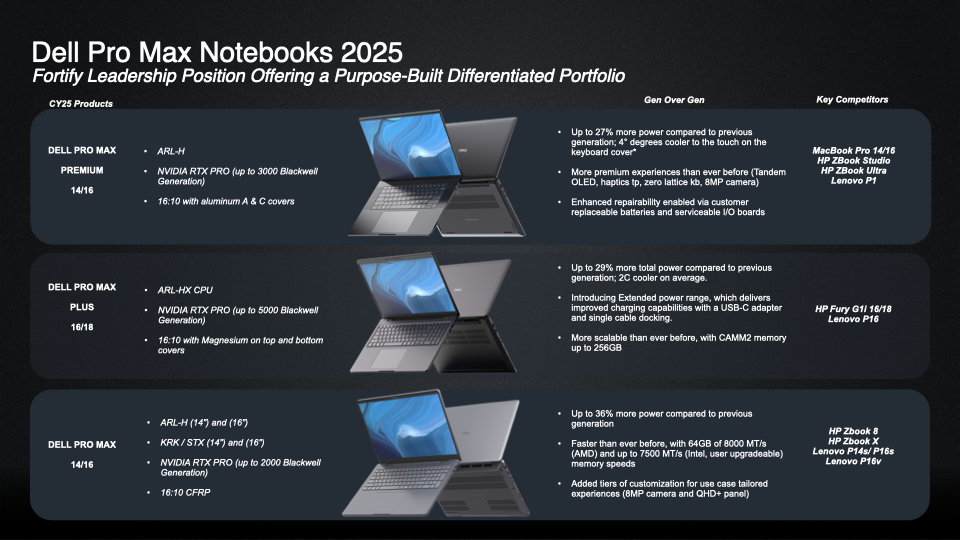 Dell Pro Max Notebooks 2025
Fortify Leadership Position Offering a Purpose-Built Differentiated Portfolio
CY25 Products
Gen Over Gen
Key Competitors
DELL PRO MAX
PREMIUM
14/16
• ARL-H
• NVIDIA RTX PRO (up to 3000 Blackwell
Generation)
• 16:10 with aluminum A & C covers
• Up to 27% more power compared to previous
generation; 4° degrees cooler to the touch on the
keyboard cover*
• More premium experiences than ever before (Tandem
OLED, haptics tp, zero lattice kb, 8MP camera)
• Enhanced repairability enabled via customer
replaceable batteries and serviceable I/O boards
MacBook Pro 14/16
HP ZBook Studio
HP ZBook Ultra
Lenovo P1
DELL PRO MAX
PLUS
16/18
• ARL-HX CPU
• NVIDIA RTX PRO (up to 5000 Blackwell
Generation)
• 16:10 with Magnesium on top and bottom
covers
• Up to 29% more total power compared to previous
generation; 2C cooler on average.
• Introducing Extended power range, which delivers
improved charging capabilities with a USB-C adapter
and single cable docking.
• More scalable than ever before, with CAMM2 memory
up to 256GB
HP Fury G1i 16/18
Lenovo P16
DELL PRO MAX
14/16
• ARL-H (14") and (16")
• KRK / STX (14") and (16")
• NVIDIA RTX PRO (up to 2000 Blackwell
Generation)
• 16:10 CFRP
• Up to 36% more power compared to previous
generation
• Faster than ever before, with 64GB of 8000 MT/s
(AMD) and up to 7500 MT/s (Intel, user upgradeable)
memory speeds
• Added tiers of customization for use case tailored
experiences (8MP camera and QHD+ panel)
HP Zbook 8
HP Zbook X
Lenovo P14s/ P16s
Lenovo P16v